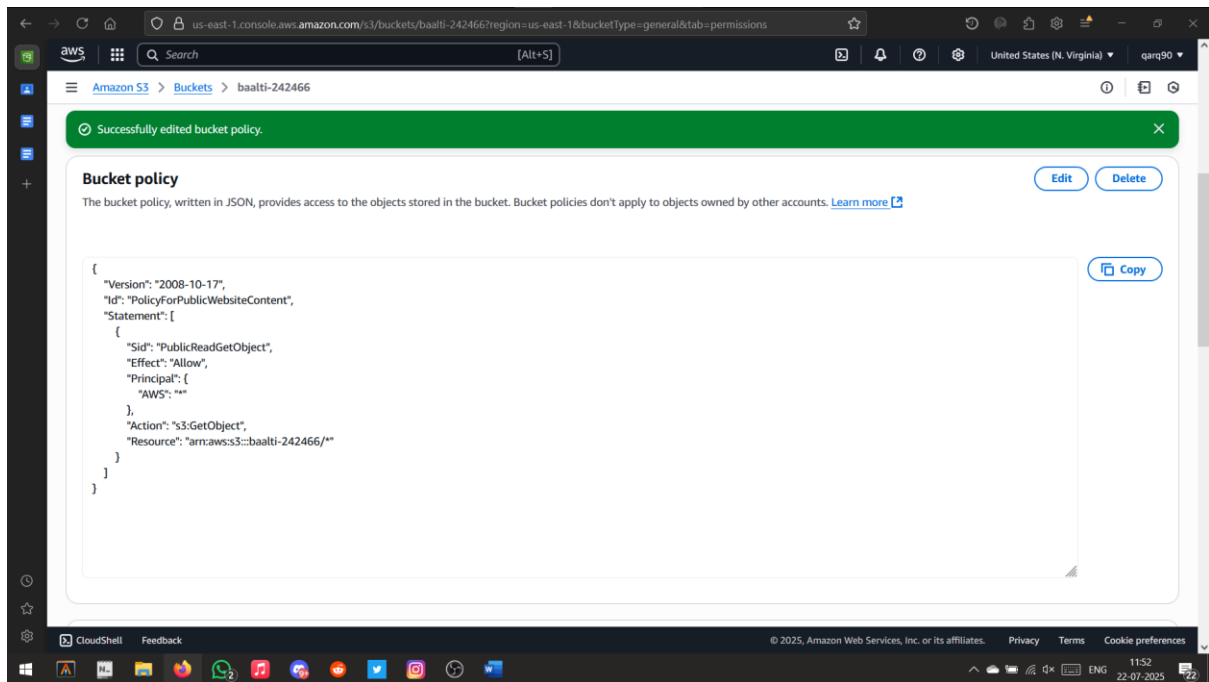 us-east-1.console.aws.amazon.com/s3/buckets/baalti-242466?region=us-east-1&bucketType=general&tab=permissions
aws
Search
[Alt+S]
United States (N. Virginia)
qarq90
Amazon S3 > Buckets > baalti-242466
Successfully edited bucket policy.
Bucket policy
Edit
Delete
The bucket policy, written in JSON, provides access to the objects stored in the bucket. Bucket policies don't apply to objects owned by other accounts. Learn more
Copy
{
"Version": "2008-10-17",
"Id": "PolicyForPublicWebsiteContent",
"Statement": [
{
"Sid": "PublicReadGetObject",
"Effect": "Allow",
"Principal": {
"AWS": "*"
},
"Action": "s3:GetObject",
"Resource": "arn:aws:s3:::baalti-242466/*"
}
]
}
CloudShell
Feedback
© 2025, Amazon Web Services, Inc. or its affiliates.
Privacy
Terms
Cookie preferences
2
ENG
11:52
22-07-2025
22